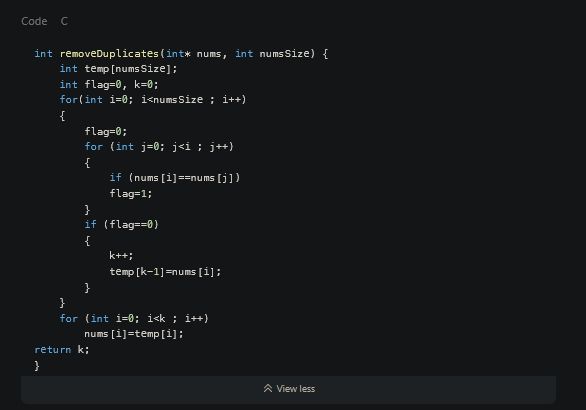 Code C
int removeDuplicates(int* nums, int numsSize) {
    int temp[numsSize];
    int flag=0, k=0;
    for(int i=0; i<numsSize ; i++)
    {
        flag=0;
        for (int j=0; j<i ; j++)
        {
            if (nums[i]==nums[j])
            flag=1;
        }
        if (flag==0)
        {
            k++;
            temp[k-1]=nums[i];
        }
    }
    for (int i=0; i<k ; i++)
        nums[i]=temp[i];
return k;
}
View less